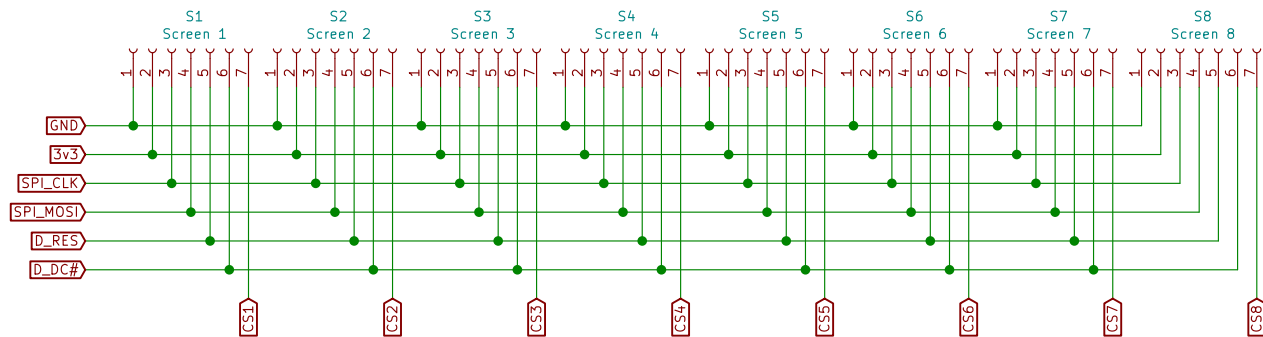 S1 S2 S3 S4 S5 S6 S7 S8
Screen 1 Screen 2 Screen 3 Screen 4 Screen 5 Screen 6 Screen 7 Screen 8
1 2 3 4 5 6 7 1 2 3 4 5 6 7 1 2 3 4 5 6 7 1 2 3 4 5 6 7 1 2 3 4 5 6 7 1 2 3 4 5 6 7 1 2 3 4 5 6 7 1 2 3 4 5 6 7
GND
3v3
SPI_CLK
SPI_MOSI
D_RES
D_DC#
CS1 CS2 CS3 CS4 CS5 CS6 CS7 CS8